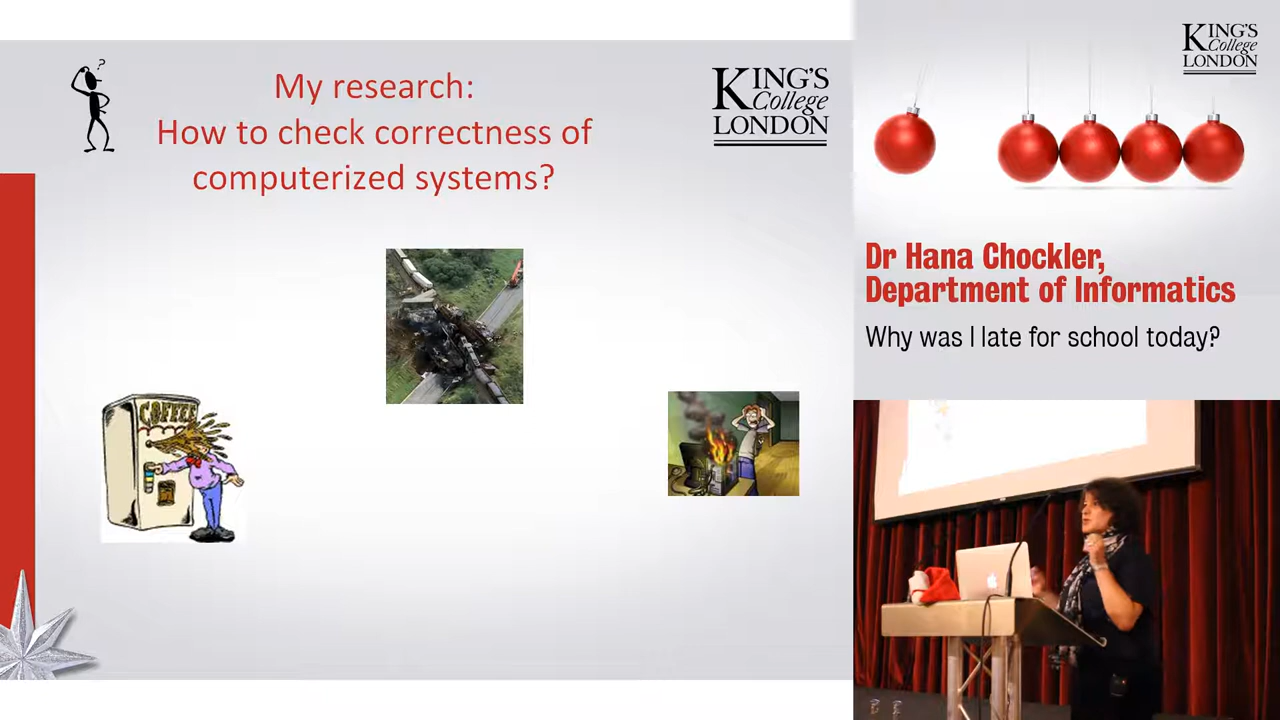 My research:
How to check correctness of
computerized systems?
KING'S
College
LONDON
COFFEE
KING'S
College
LONDON
Dr Hana Chockler,
Department of Informatics
Why was I late for school today?